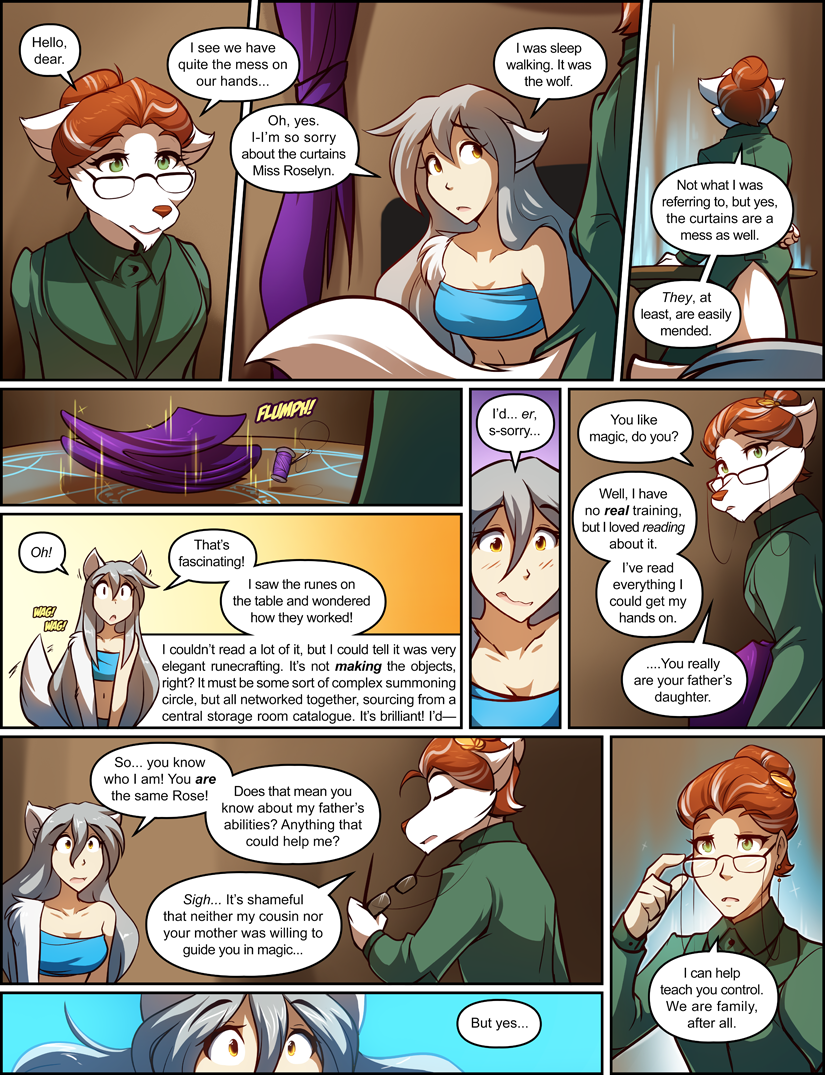 Hello,
dear.
I see we have
quite the mess on
our hands...
Oh, yes.
I-I'm so sorry
about the curtains
Miss Roselyn.
I was sleep
walking. It was
the wolf.
Not what I was
referring to, but yes,
the curtains are a
mess as well.
They, at
least, are easily
mended.
FLUMPH!
Oh!
That's
fascinating!
WAG!
WAG!
I saw the runes on
the table and wondered
how they worked!
I couldn't read a lot of it, but I could tell it was very
elegant runecrafting. It's not making the objects,
right? It must be some sort of complex summoning
circle, but all networked together, sourcing from a
central storage room catalogue. It's brilliant! I'd—
I'd... er,
s-sorry...
You like
magic, do you?
Well, I have
no real training,
but I loved reading
about it.
I've read
everything I
could get my
hands on.
....You really
are your father's
daughter.
So... you know
who I am! You are
the same Rose!
Does that mean you
know about my father's
abilities? Anything that
could help me?
Sigh... It's shameful
that neither my cousin nor
your mother was willing to
guide you in magic...
But yes...
I can help
teach you control.
We are family,
after all.